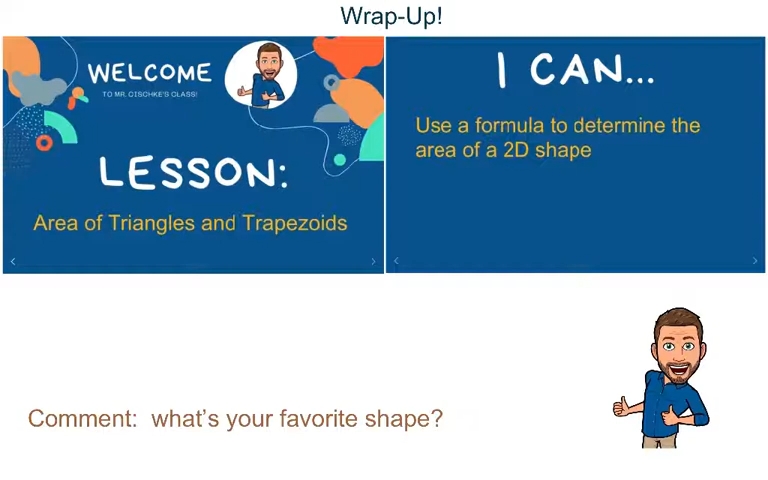 Wrap-Up!
WELCOME
TO MR. CISCHKE'S CLASS!
LESSON:
Area of Triangles and Trapezoids
I CAN...
Use a formula to determine the
area of a 2D shape
Comment:  what's your favorite shape?